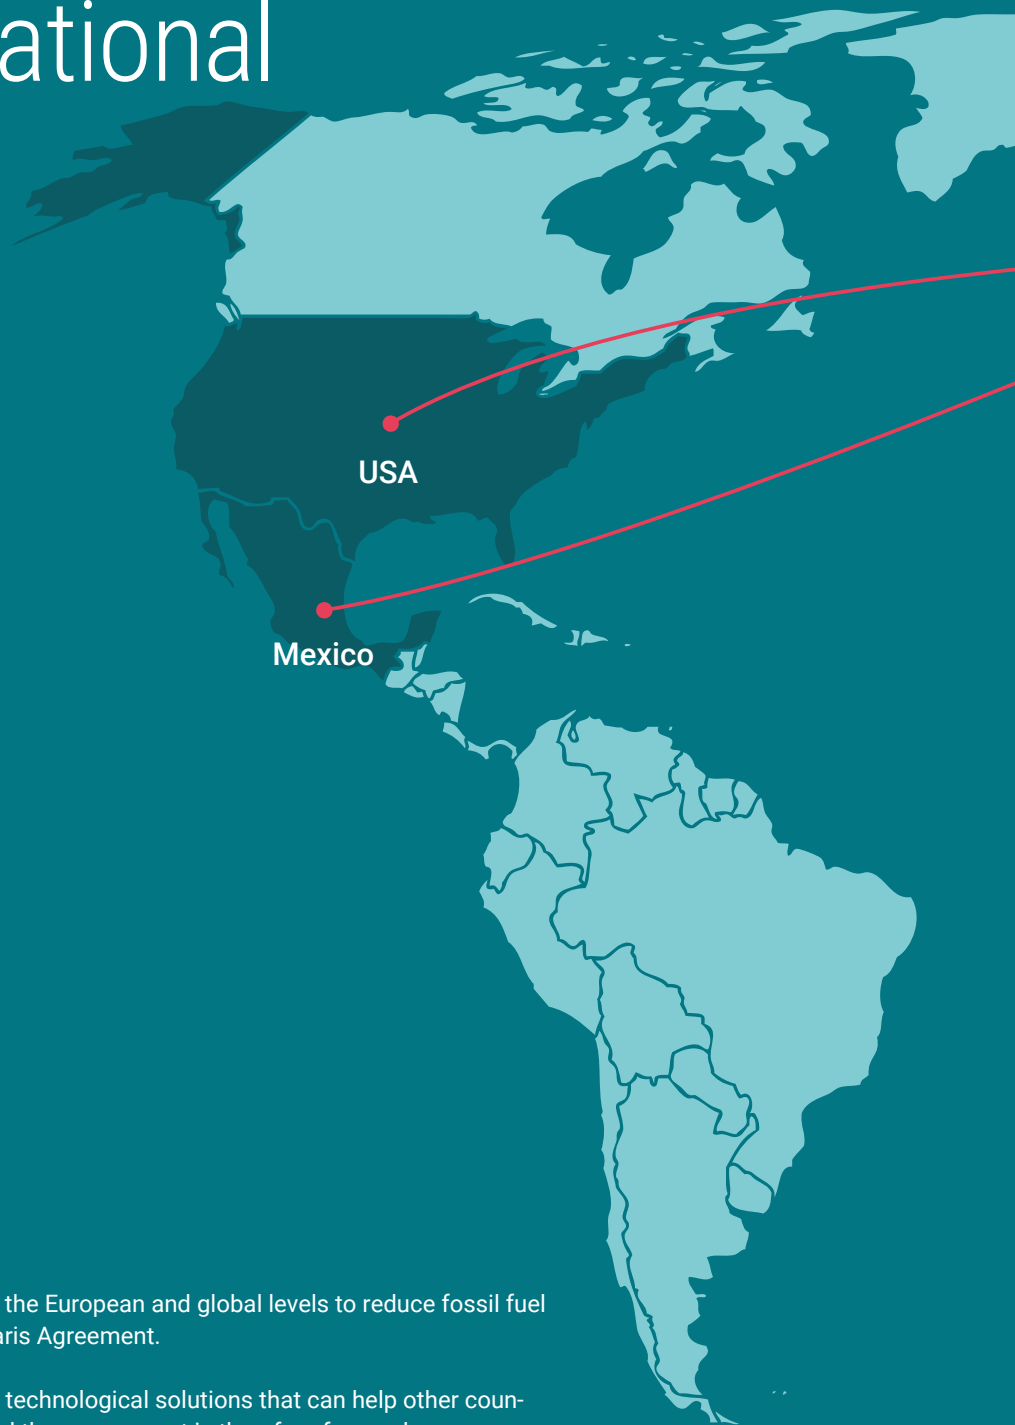 ational
USA
Mexico
the European and global levels to reduce fossil fuel
aris Agreement.
technological solutions that can help other coun-